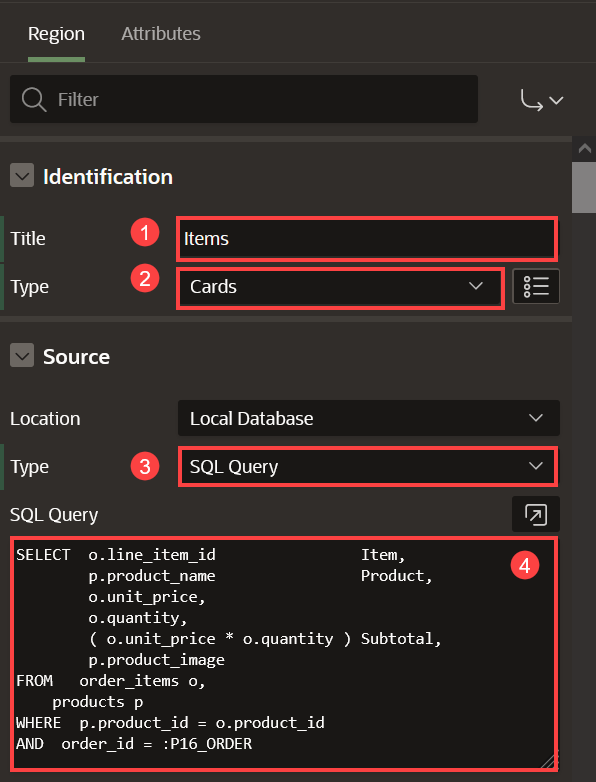 Region Attributes
Filter
Identification
Title 1 Items
Type 2 Cards
Source
Location Local Database
Type 3 SQL Query
SQL Query
SELECT  o.line_item_id                  Item, 4
         p.product_name                  Product,
         o.unit_price,
         o.quantity,
         ( o.unit_price * o.quantity ) Subtotal,
         p.product_image
FROM   order_items o,
     products p
WHERE  p.product_id = o.product_id
AND  order_id = :P16_ORDER